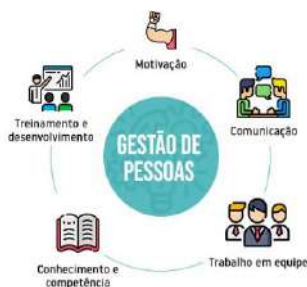 Motivação
Comunicação
Trabalho em equipe
Conhecimento e
competência
Treinamento e
desenvolvimento
GESTÃO DE
PESSOAS